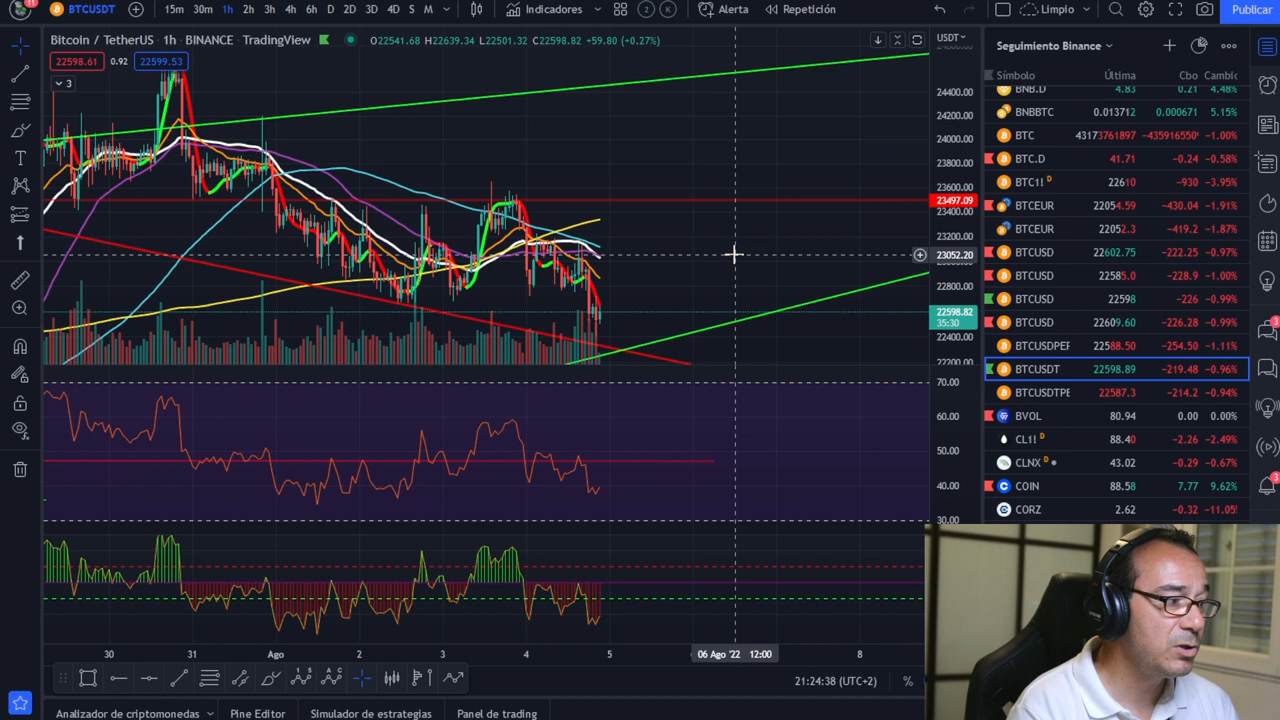 11 BTCUSDT 15m 30m 1h 2h 3h 4h 6h D 2D 3D 4D S M Indicadores 2 K Alerta Repetición Limpio Publicar
Bitcoin / TetherUS · 1h · BINANCE · TradingView O22541.68 H22639.34 L22501.32 C22598.82 +59.80 (+0.27%)
22598.61 0.92 22599.53
3
USDT
24400.00
24200.00
24000.00
23800.00
23600.00
23497.09
23400.00
23200.00
23052.20
22800.00
22598.82
35:30
22400.00
22200.00
70.00
60.00
50.00
40.00
30.00
30 31 Ago 2 3 4 5 06 Ago '22 12:00 8
21:24:38 (UTC+2) %
Analizador de criptomonedas Pine Editor Simulador de estrategias Panel de trading
Seguimiento Binance
Símbolo Última Cbo Cambic
BNB.D 4.83 0.21 4.48%
BNBBTC 0.013712 0.000671 5.15%
BTC 43173761897 -435916550 -1.00%
BTC.D 41.71 -0.24 -0.58%
BTC1! D 22610 -930 -3.95%
BTCEUR 22054.59 -430.04 -1.91%
BTCEUR 22052.3 -419.2 -1.87%
BTCUSD 22602.75 -222.25 -0.97%
BTCUSD 22585.0 -228.9 -1.00%
BTCUSD 22598 -226 -0.99%
BTCUSD 22609.60 -226.28 -0.99%
BTCUSDPEF 22588.50 -254.50 -1.11%
BTCUSDT 22598.89 -219.48 -0.96%
BTCUSDTPE 22587.3 -214.2 -0.94%
BVOL 80.94 0.00 0.00%
CL1! D 88.40 -2.26 -2.49%
CLNX D 43.02 -0.29 -0.67%
COIN 88.58 7.77 9.62%
CORZ 2.62 -0.32 -11.05
3
3